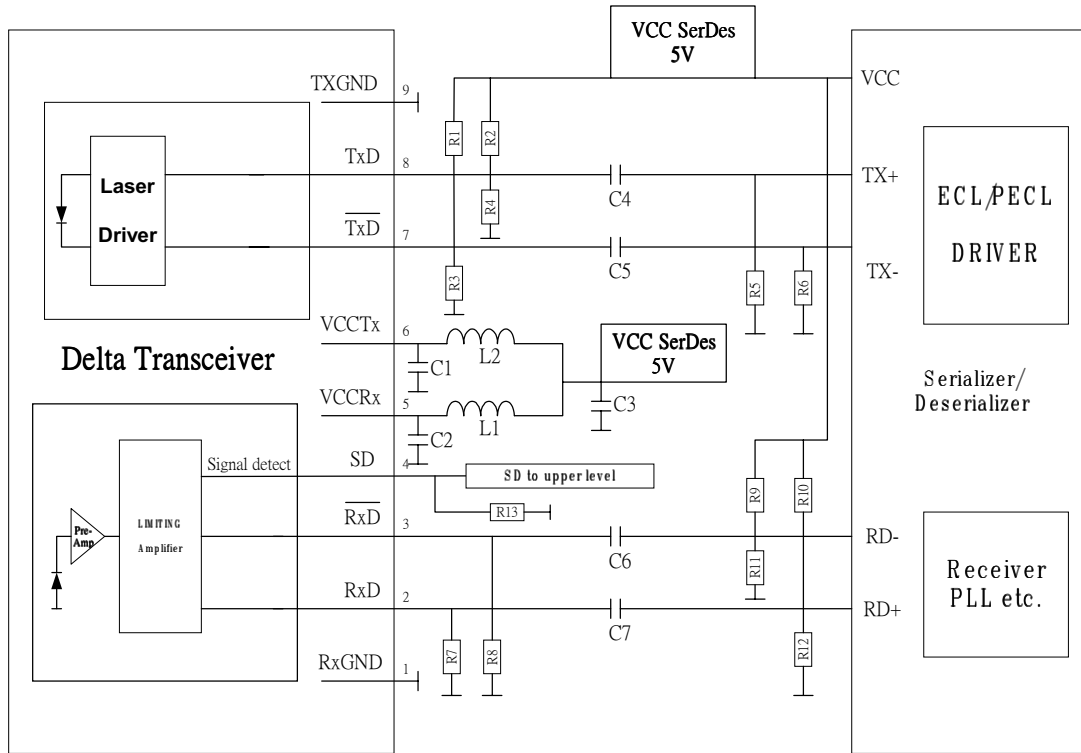 VCC SerDes
5V
TXGND
9
VCC
R1
R2
TxD
8
TX+
Laser
Driver
R4
C4
ECL/PECL
DRIVER
TxD
7
C5
TX-
R3
R5
R6
VCCTx
6
L2
C1
VCC SerDes
5V
Delta Transceiver
VCCRx
5
L1
C2
C3
Serializer/
Deserializer
Signal detect
SD
4
SD to upper level
R9
R10
R13
Pre-
Amp
LIMITING
Amplifier
RxD
3
C6
R11
RD-
Receiver
PLL etc.
RxD
2
C7
RD+
R7
R8
R12
RxGND
1